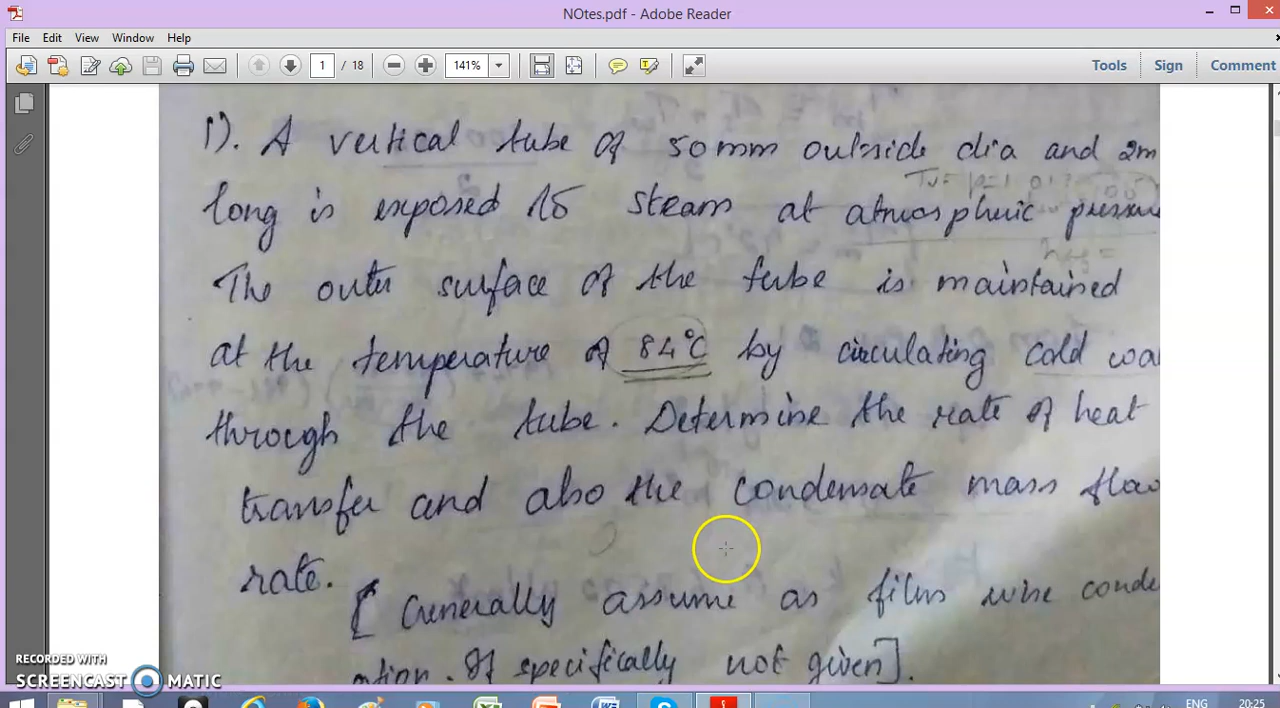 NOtes.pdf - Adobe Reader
File Edit View Window Help
1 / 18 141% Tools Sign Comment
1). A vertical tube of 50mm outside dia and 2m
long is exposed to steam at atmospheric pressure
The outer surface of the tube is maintained
at the temperature of 84°C by circulating cold wa
through the tube. Determine the rate of heat
transfer and also the condensate mass flow
rate.
[Generally assume as film wise conde
ation. If specifically not given].
RECORDED WITH
SCREENCAST MATIC
ENG 20:25